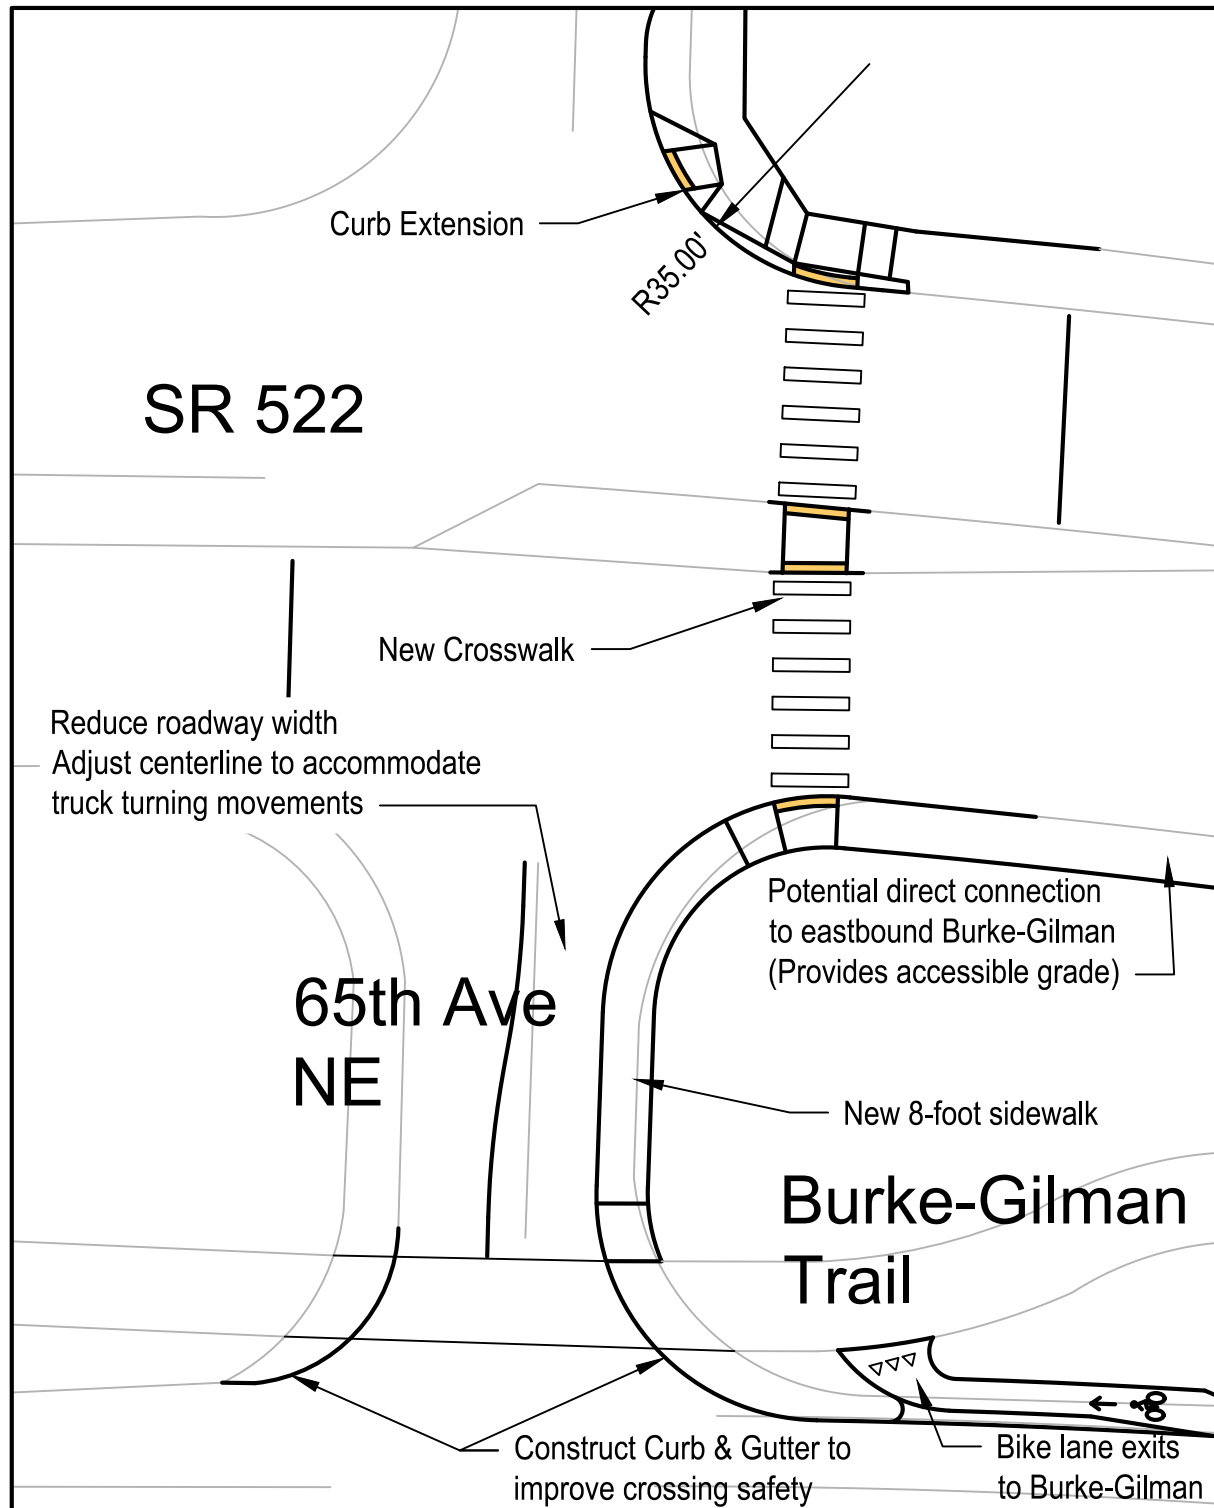 Curb Extension
R35.00'
SR 522
New Crosswalk
Reduce roadway width
Adjust centerline to accommodate
truck turning movements
Potential direct connection
to eastbound Burke-Gilman
(Provides accessible grade)
65th Ave
NE
New 8-foot sidewalk
Burke-Gilman
Trail
Construct Curb & Gutter to
improve crossing safety
Bike lane exits
to Burke-Gilman